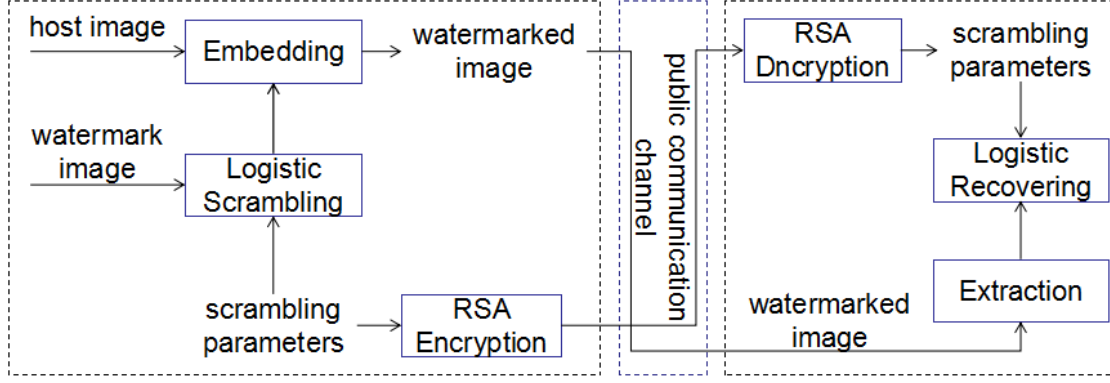 host image
Embedding
watermarked
image
watermark
image
Logistic
Scrambling
scrambling
parameters
RSA
Encryption
public communication
channel
RSA
Dncryption
scrambling
parameters
Logistic
Recovering
Extraction
watermarked
image